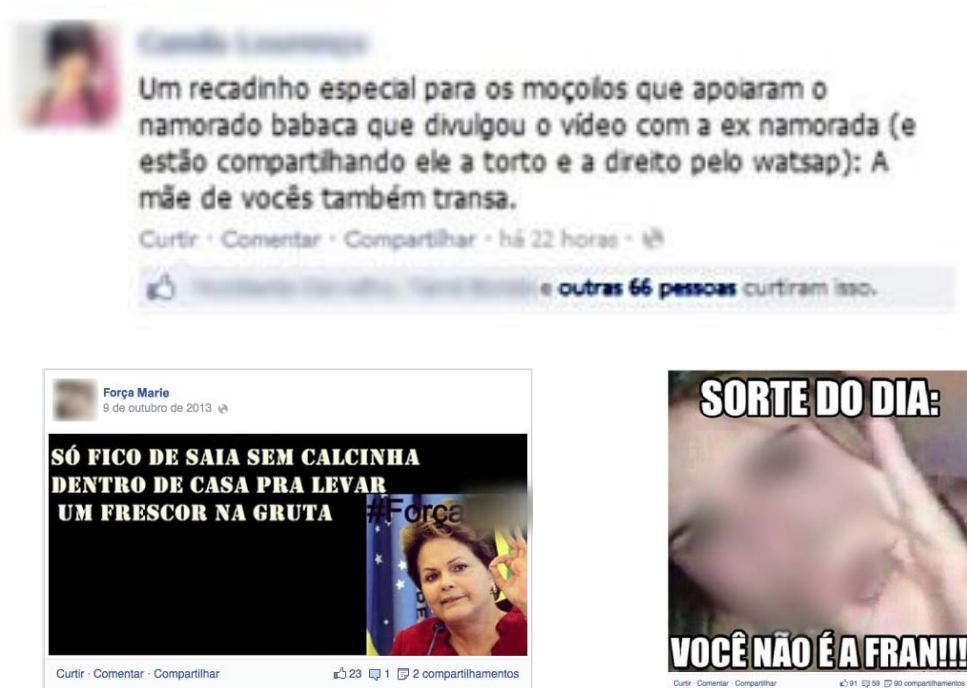 Um recadinho especial para os moçoilos que apoiaram o
namorado babaca que divulgou o vídeo com a ex namorada (e
estão compartilhando ele a torto e a direito pelo watsap): A
mãe de vocês também transa.
Curtir · Comentar · Compartilhar · há 22 horas ·
e outras 66 pessoas curtiram isso.
Força Marie
9 de outubro de 2013
SÓ FICO DE SAIA SEM CALCINHA
DENTRO DE CASA PRA LEVAR
UM FRESCOR NA GRUTA
#Força
Curtir · Comentar · Compartilhar 23 1 2 compartilhamentos
SORTE DO DIA:
VOCÊ NÃO É A FRAN!!!
Curtir · Comentar · Compartilhar 91 59 90 compartilhamentos